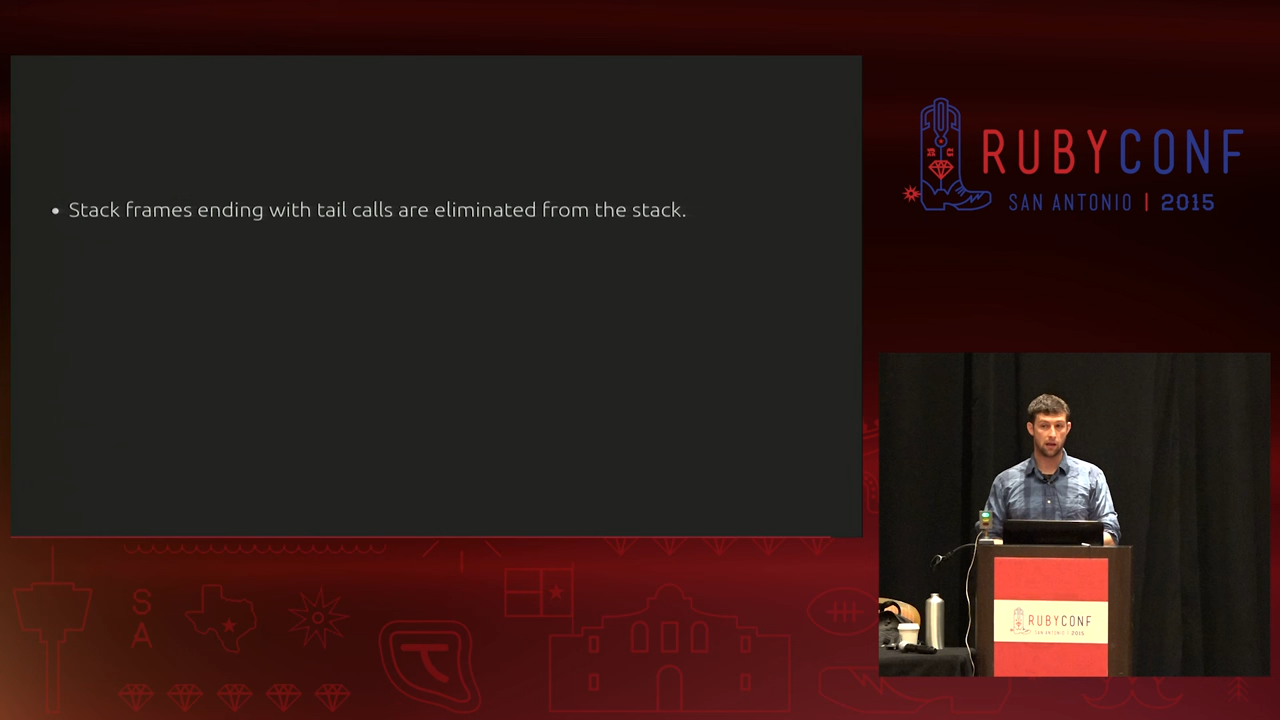 • Stack frames ending with tail calls are eliminated from the stack.
RUBYCONF
SAN ANTONIO | 2015
S
A
RUBYCONF
SAN ANTONIO | 2015